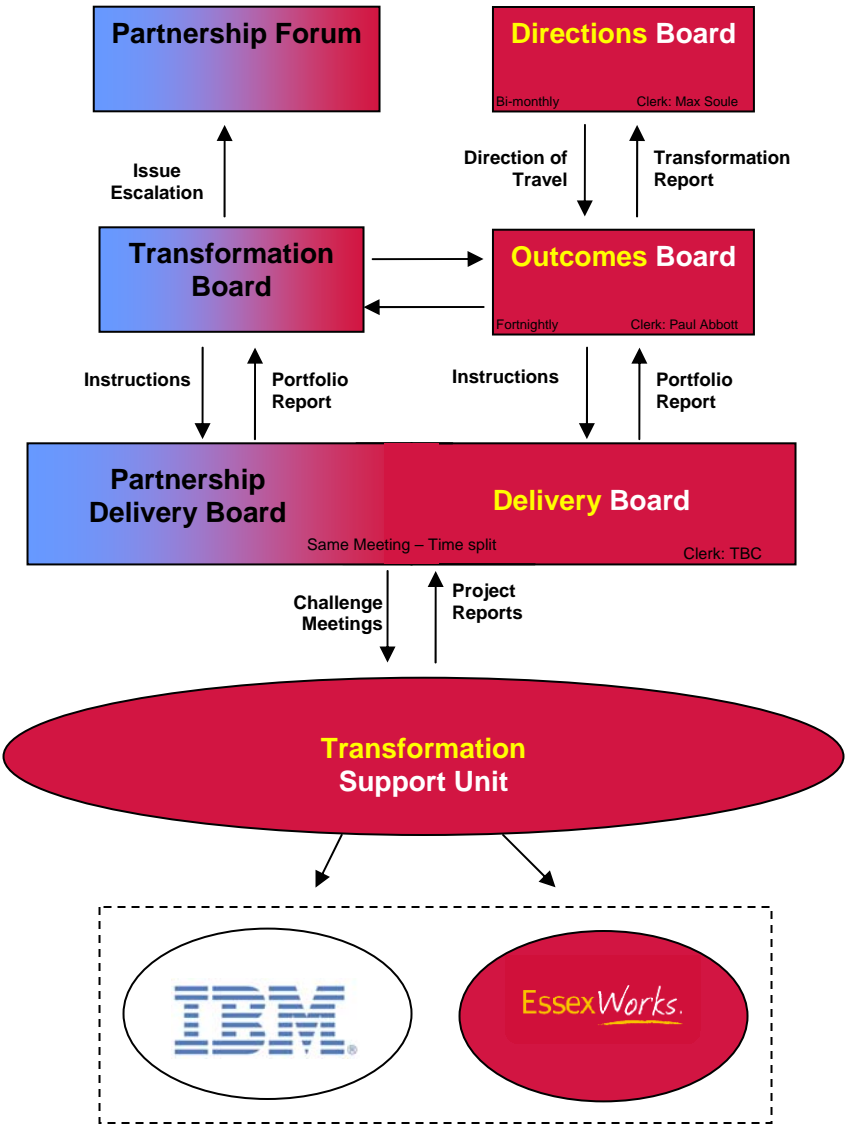 Partnership Forum
Directions Board
Bi-monthly
Clerk: Max Soule
Issue
Escalation
Direction of
Travel
Transformation
Report
Transformation
Board
Outcomes Board
Fortnightly
Clerk: Paul Abbott
Instructions
Portfolio
Report
Instructions
Portfolio
Report
Partnership
Delivery Board
Delivery Board
Same Meeting – Time split
Clerk: TBC
Challenge
Meetings
Project
Reports
Transformation
Support Unit
IBM®
EssexWorks.